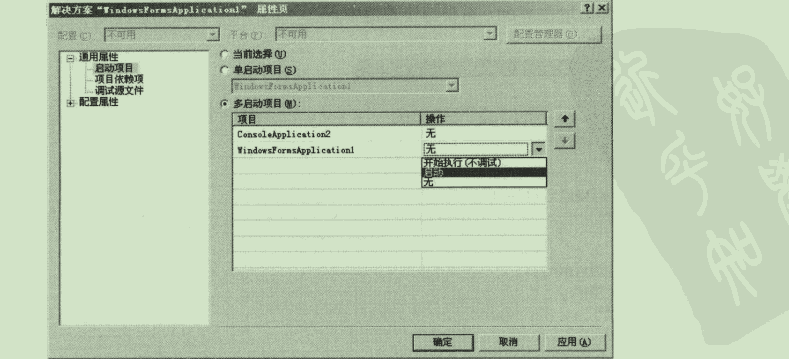 解决方案“WindowsFormsApplication1” 属性页
配置(C): 不可用 平台(P): 不可用 配置管理器(O)...
通用属性
启动项目
项目依赖项
调试源文件
配置属性
当前选择(U)
单启动项目(S)
WindowsFormsApplication1
多启动项目(M):
项目 操作
ConsoleApplication2 无
WindowsFormsApplication1 无
开始执行(不调试)
启动
无
确定 取消 应用(A)